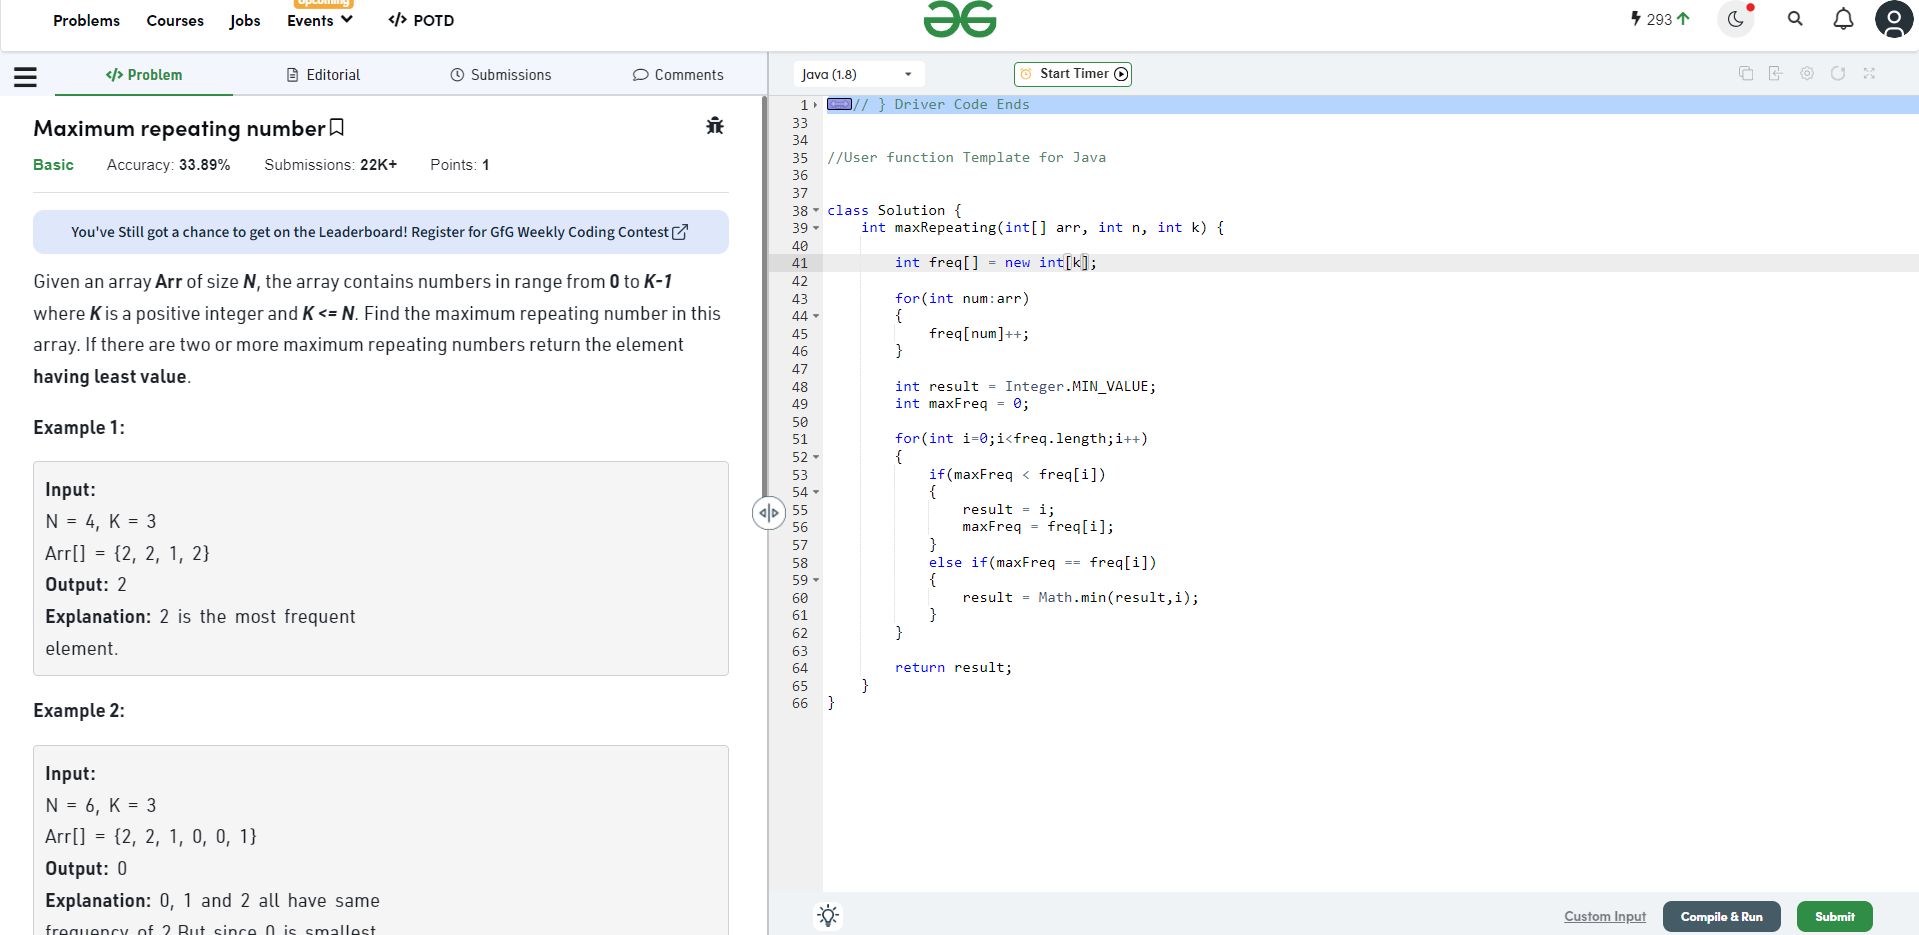 Upcoming
Problems Courses Jobs Events </> POTD
293
</> Problem Editorial Submissions Comments
Java (1.8) Start Timer
Maximum repeating number
Basic Accuracy: 33.89% Submissions: 22K+ Points: 1
You've Still got a chance to get on the Leaderboard! Register for GfG Weekly Coding Contest
Given an array Arr of size N, the array contains numbers in range from 0 to K-1
where K is a positive integer and K <= N. Find the maximum repeating number in this
array. If there are two or more maximum repeating numbers return the element
having least value.
Example 1:
Input:
N = 4, K = 3
Arr[] = {2, 2, 1, 2}
Output: 2
Explanation: 2 is the most frequent
element.
Example 2:
Input:
N = 6, K = 3
Arr[] = {2, 2, 1, 0, 0, 1}
Output: 0
Explanation: 0, 1 and 2 all have same
frequency of 2.But since 0 is smallest
1 // } Driver Code Ends
33
34
35 //User function Template for Java
36
37
38 class Solution {
39 int maxRepeating(int[] arr, int n, int k) {
40
41 int freq[] = new int[k];
42
43 for(int num:arr)
44 {
45 freq[num]++;
46 }
47
48 int result = Integer.MIN_VALUE;
49 int maxFreq = 0;
50
51 for(int i=0;i<freq.length;i++)
52 {
53 if(maxFreq < freq[i])
54 {
55 result = i;
56 maxFreq = freq[i];
57 }
58 else if(maxFreq == freq[i])
59 {
60 result = Math.min(result,i);
61 }
62 }
63
64 return result;
65 }
66 }
Custom Input Compile & Run Submit